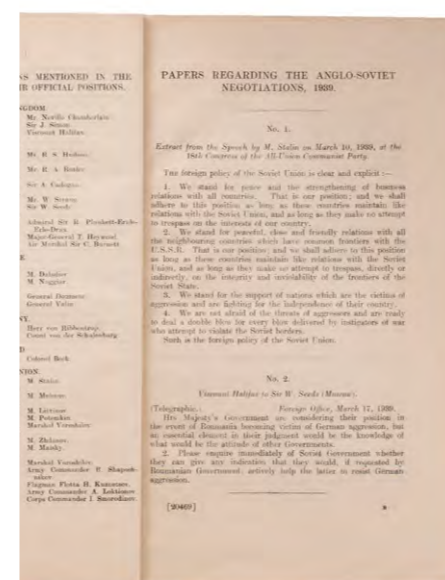 S MENTIONED IN THE
R OFFICIAL POSITIONS.
GDOM
Mr. Neville Chamberlain.
Sir J. Simon.
Viscount Halifax.
Mr. R. S. Hudson.
Mr. R. A. Butler.
Sir A. Cadogan.
Mr. W. Strang.
Sir W. Seeds.
Admiral Sir R. Plunkett-Ernle-
Erle-Drax.
Major-General T. Heywood.
Air Marshal Sir C. Burnett.
E
M. Daladier
M. Naggiar
General Doumenc
General Valin
NY.
Herr von Ribbentrop.
Count von der Schulenburg.
D
Colonel Beck
NION.
M. Stalin.
M. Molotov.
M. Litvinov
M. Potemkin
Marshal Voroshilov.
M. Zhdanov.
M. Maisky.
Marshal Voroshilov.
Army Commander B. Shaposh-
nikov.
Flagman Flotta N. Kuznetsov.
Army Commander A. Loktionov.
Corps Commander I. Smorodinov.
PAPERS REGARDING THE ANGLO-SOVIET
NEGOTIATIONS, 1939.
No. 1.
Extract from the Speech by M. Stalin on March 10, 1939, at the
18th Congress of the All-Union Communist Party.
THE foreign policy of the Soviet Union is clear and explicit :—
1. We stand for peace and the strengthening of business
relations with all countries. That is our position; and we shall
adhere to this position as long as these countries maintain like
relations with the Soviet Union, and as long as they make no attempt
to trespass on the interests of our country.
2. We stand for peaceful, close and friendly relations with all
the neighbouring countries which have common frontiers with the
U.S.S.R. That is our position; and we shall adhere to this position
as long as these countries maintain like relations with the Soviet
Union, and as long as they make no attempt to trespass, directly or
indirectly, on the integrity and inviolability of the frontiers of the
Soviet State.
3. We stand for the support of nations which are the victims of
aggression and are fighting for the independence of their country.
4. We are not afraid of the threats of aggressors and are ready
to deal a double blow for every blow delivered by instigators of war
who attempt to violate the Soviet borders.
Such is the foreign policy of the Soviet Union.
No. 2.
Viscount Halifax to Sir W. Seeds (Moscow).
(Telegraphic.) Foreign Office, March 17, 1939.
HIS Majesty's Government are considering their position in
the event of Roumania becoming victim of German aggression, but
an essential element in their judgment would be the knowledge of
what would be the attitude of other Governments.
2. Please enquire immediately of Soviet Government whether
they can give any indication that they would, if requested by
Roumanian Government, actively help the latter to resist German
aggression.
[20469]